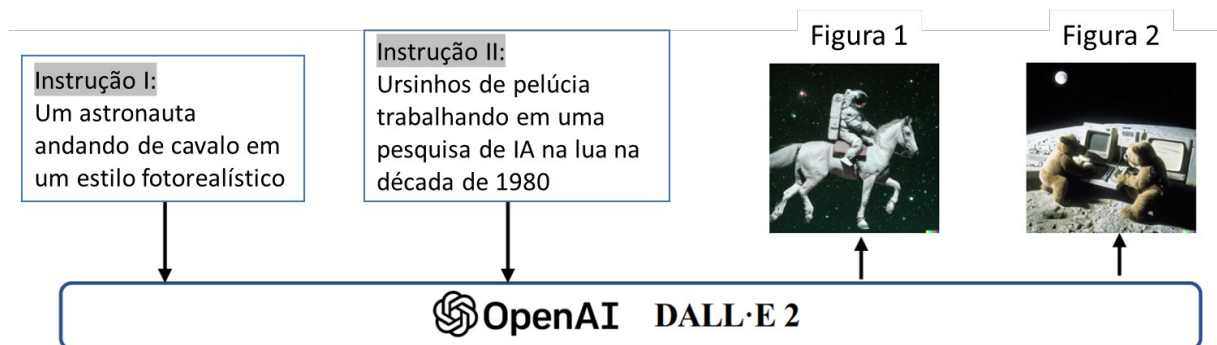 Instrução I:
Um astronauta
andando de cavalo em
um estilo fotorealístico
Instrução II:
Ursinhos de pelúcia
trabalhando em uma
pesquisa de IA na lua na
década de 1980
Figura 1
Figura 2
OpenAI DALL·E 2